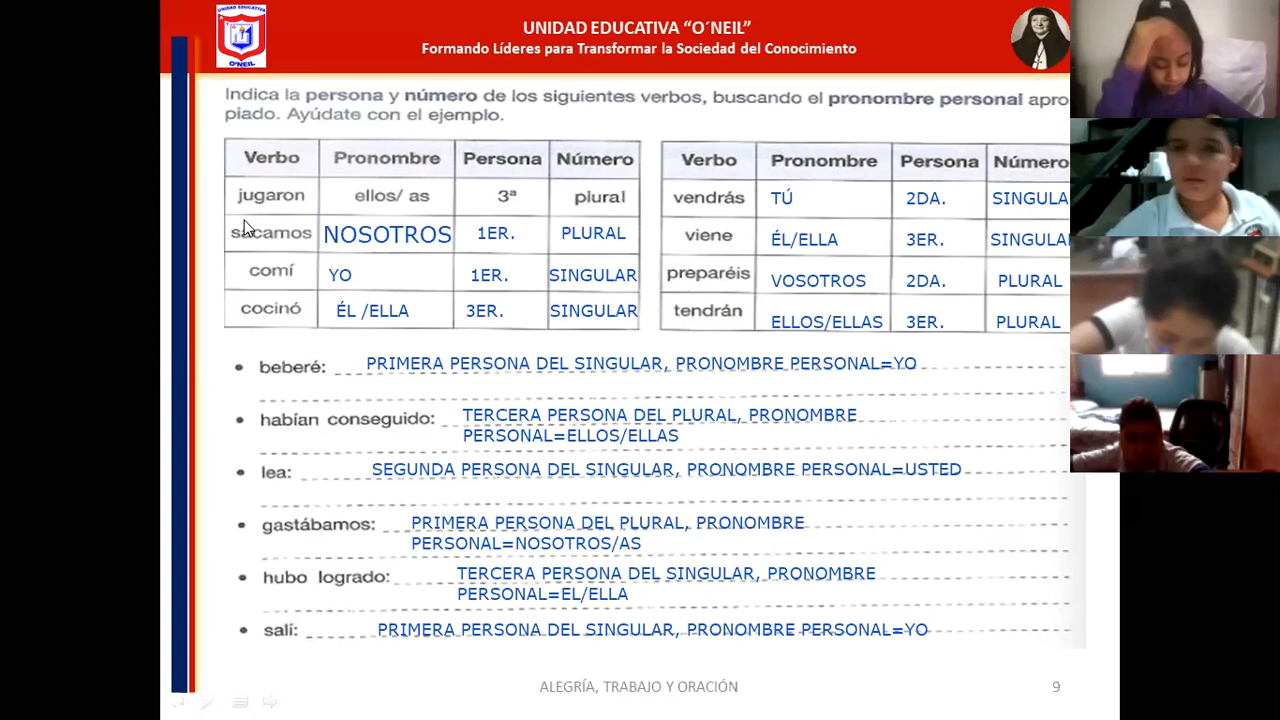 UNIDAD EDUCATIVA
O'NEIL
UNIDAD EDUCATIVA “O´NEIL”
Formando Líderes para Transformar la Sociedad del Conocimiento
Indica la persona y número de los siguientes verbos, buscando el pronombre personal apro
piado. Ayúdate con el ejemplo.
Verbo Pronombre Persona Número
jugaron ellos/ as 3ª plural
sacamos NOSOTROS 1ER. PLURAL
comí YO 1ER. SINGULAR
cocinó ÉL /ELLA 3ER. SINGULAR
Verbo Pronombre Persona Número
vendrás TÚ 2DA. SINGULA
viene ÉL/ELLA 3ER. SINGULA
preparéis VOSOTROS 2DA. PLURAL
tendrán ELLOS/ELLAS 3ER. PLURAL
• beberé: PRIMERA PERSONA DEL SINGULAR, PRONOMBRE PERSONAL=YO
• habían conseguido: TERCERA PERSONA DEL PLURAL, PRONOMBRE
PERSONAL=ELLOS/ELLAS
• lea: SEGUNDA PERSONA DEL SINGULAR, PRONOMBRE PERSONAL=USTED
• gastábamos: PRIMERA PERSONA DEL PLURAL, PRONOMBRE
PERSONAL=NOSOTROS/AS
• hubo logrado: TERCERA PERSONA DEL SINGULAR, PRONOMBRE
PERSONAL=EL/ELLA
• salí: PRIMERA PERSONA DEL SINGULAR, PRONOMBRE PERSONAL=YO
ALEGRÍA, TRABAJO Y ORACIÓN
9